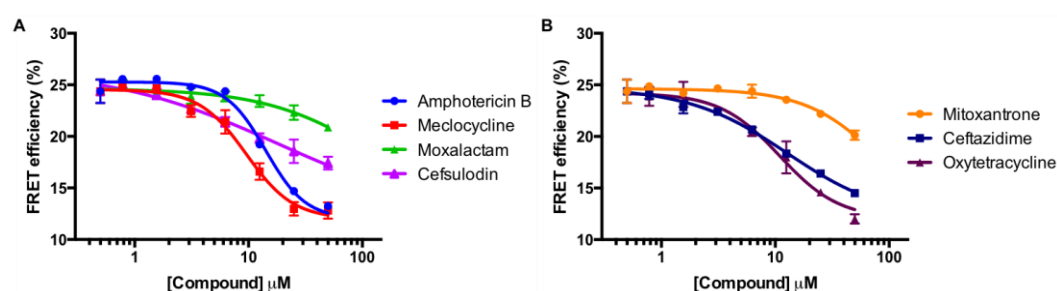 A
FRET efficiency (%)
30
25
20
15
10
1
10
100
[Compound] μM
Amphotericin B
Meclocycline
Moxalactam
Cefsulodin
B
FRET efficiency (%)
30
25
20
15
10
1
10
100
[Compound] μM
Mitoxantrone
Ceftazidime
Oxytetracycline